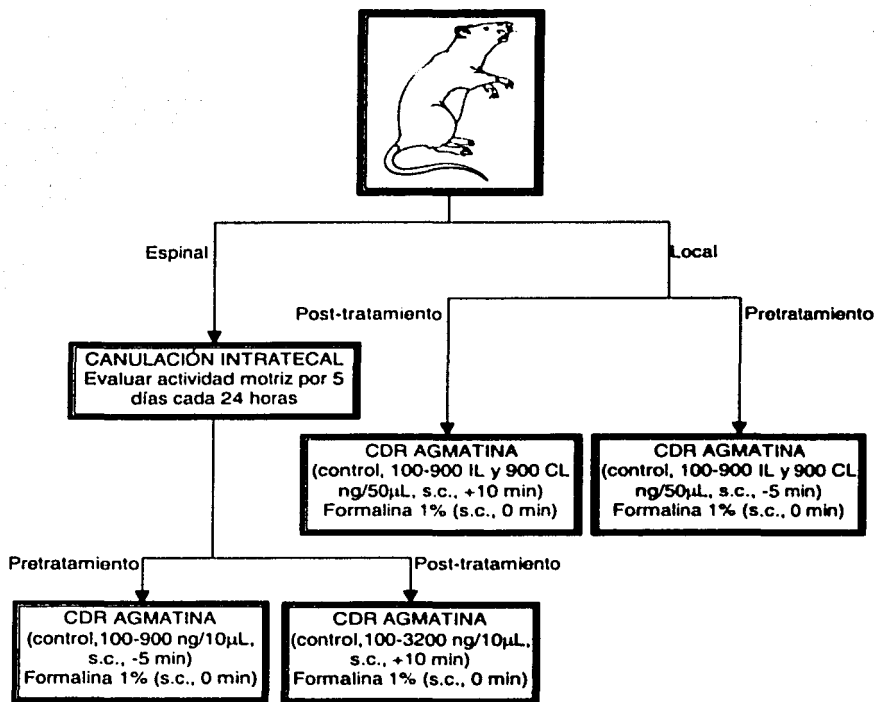 Espinal
Local
Post-tratamiento
Pretratamiento
CANULACIÓN INTRATECAL
Evaluar actividad motriz por 5
días cada 24 horas
CDR AGMATINA
(control, 100-900 IL y 900 CL
ng/50µL, s.c., +10 min)
Formalina 1% (s.c., 0 min)
CDR AGMATINA
(control, 100-900 IL y 900 CL
ng/50µL, s.c., -5 min)
Formalina 1% (s.c., 0 min)
Pretratamiento
Post-tratamiento
CDR AGMATINA
(control,100-900 ng/10µL,
s.c., -5 min)
Formalina 1% (s.c., 0 min)
CDR AGMATINA
(control,100-3200 ng/10µL,
s.c., +10 min)
Formalina 1% (s.c., 0 min)